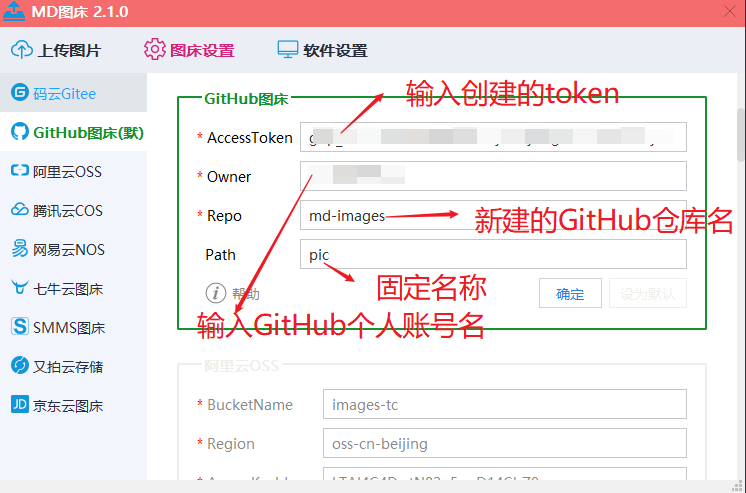 MD图床 2.1.0
上传图片
图床设置
软件设置
码云Gitee
GitHub图床(默)
阿里云OSS
腾讯云COS
网易云NOS
七牛云图床
SMMS图床
又拍云存储
京东云图床
GitHub图床
输入创建的token
* AccessToken
* Owner
* Repo
md-images
新建的GitHub仓库名
Path
pic
固定名称
帮助
确定
设为默认
输入GitHub个人账号名
阿里云OSS
* BucketName
images-tc
* Region
oss-cn-beijing